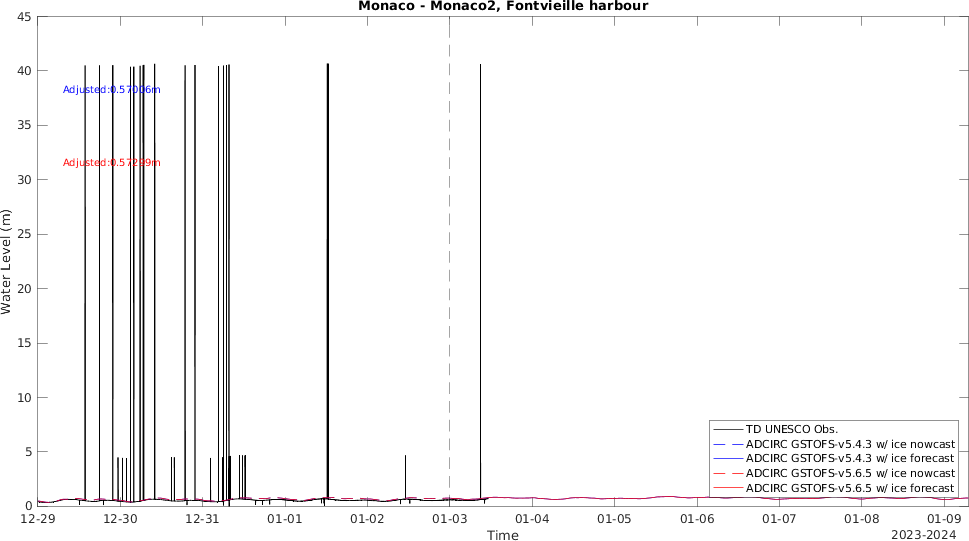 Monaco - Monaco2, Fontvieille harbour
45
40
35
30
25
20
15
10
5
0
Water Level (m)
Adjusted:0.57006m
Adjusted:0.57299m
TD UNESCO Obs.
ADCIRC GSTOFS-v5.4.3 w/ ice nowcast
ADCIRC GSTOFS-v5.4.3 w/ ice forecast
ADCIRC GSTOFS-v5.6.5 w/ ice nowcast
ADCIRC GSTOFS-v5.6.5 w/ ice forecast
12-29 12-30 12-31 01-01 01-02 01-03 01-04 01-05 01-06 01-07 01-08 01-09
Time
2023-2024